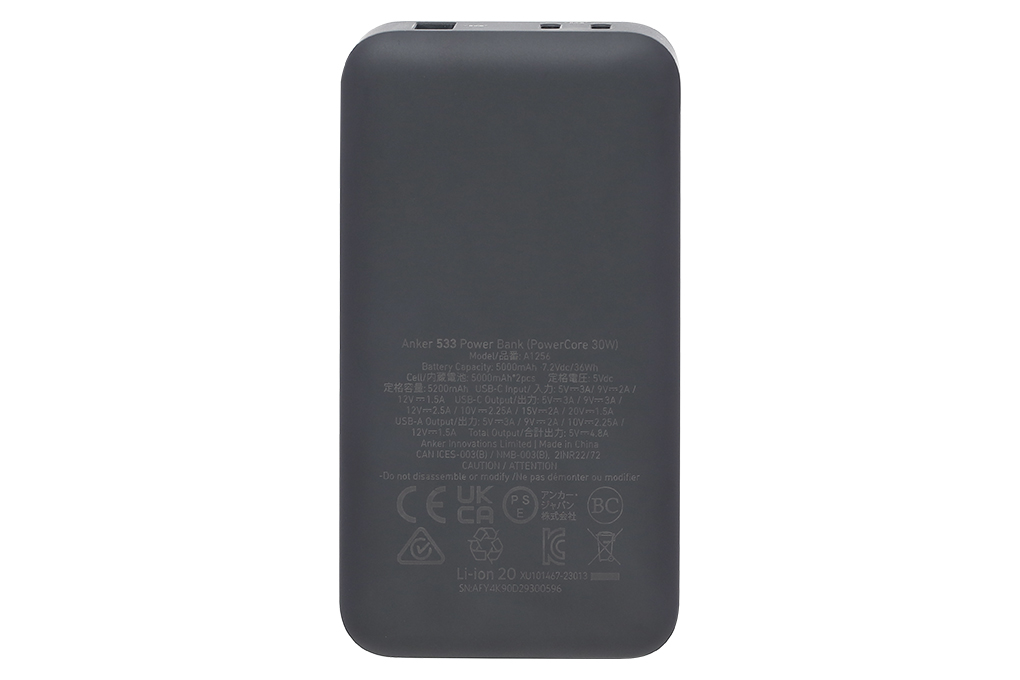 Anker 533 Power Bank (PowerCore 30W)
Model/品番: A1256
Battery Capacity: 5000mAh 7.2Vdc/36Wh
Cell/内蔵電池: 5000mAh*2pcs 定格電圧: 5Vdc
定格容量: 5200mAh USB-C Input/ 入力: 5V⎓3A/ 9V⎓2A /
12V⎓1.5A USB-C Output/出力: 5V⎓3A / 9V⎓3A /
12V⎓2.5A / 10V⎓2.25A / 15V⎓2A / 20V⎓1.5A
USB-A Output/出力: 5V⎓3A / 9V⎓2A / 10V⎓2.25A /
12V⎓1.5A Total Output/合計出力: 5V⎓4.8A
Anker Innovations Limited | Made in China
CAN ICES-003(B) / NMB-003(B), 2INR22/72
CAUTION / ATTENTION
-Do not disassemble or modify /Ne pas démonter ou modifier
CE UK CA PS E アンカー・ジャパン株式会社 BC
Li-ion 20 XU101467-23013
SN:AFY4K90D29300596